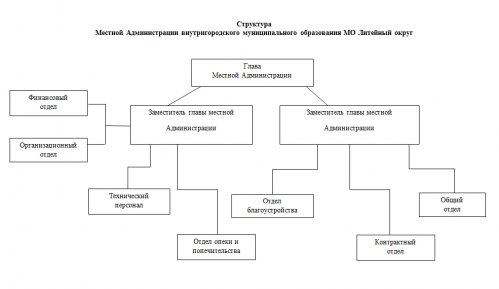 Структура
Местной Администрации внутригородского муниципального образования МО Литейный округ
Глава
Местной Администрации
Финансовый
отдел
Заместитель главы местной
Администрации
Заместитель главы местной
Администрации
Организационный
отдел
Технический
персонал
Отдел
благоустройства
Общий
отдел
Отдел опеки и
попечительства
Контрактный
отдел